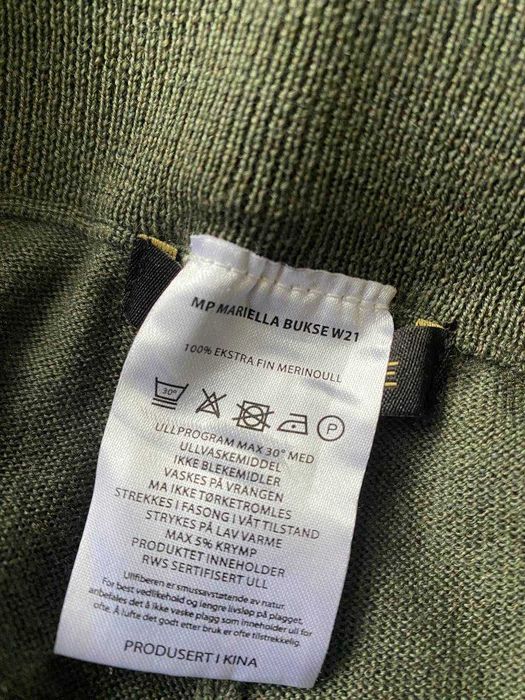 MP MARIELLA BUKSE W21
100% EKSTRA FIN MERINOULL
30°
P
ULLPROGRAM MAX 30° MED
ULLVASKEMIDDEL
IKKE BLEKEMIDLER
VASKES PÅ VRANGEN
MA IKKE TØRKETROMLES
STREKKES I FASONG I VÅT TILSTAND
STRYKES PÅ LAV VARME
MAX 5% KRYMP
PRODUKTET INNEHOLDER
RWS SERTIFISERT ULL
Ullfiberen er smussavstøtende av natur.
For best vedlikehold og lengre livsløp på plagget,
anbefales det å ikke vaske plagg som inneholder ull for
ofte. Å lufte det godt etter bruk er ofte tilstrekkelig.
PRODUSERT I KINA